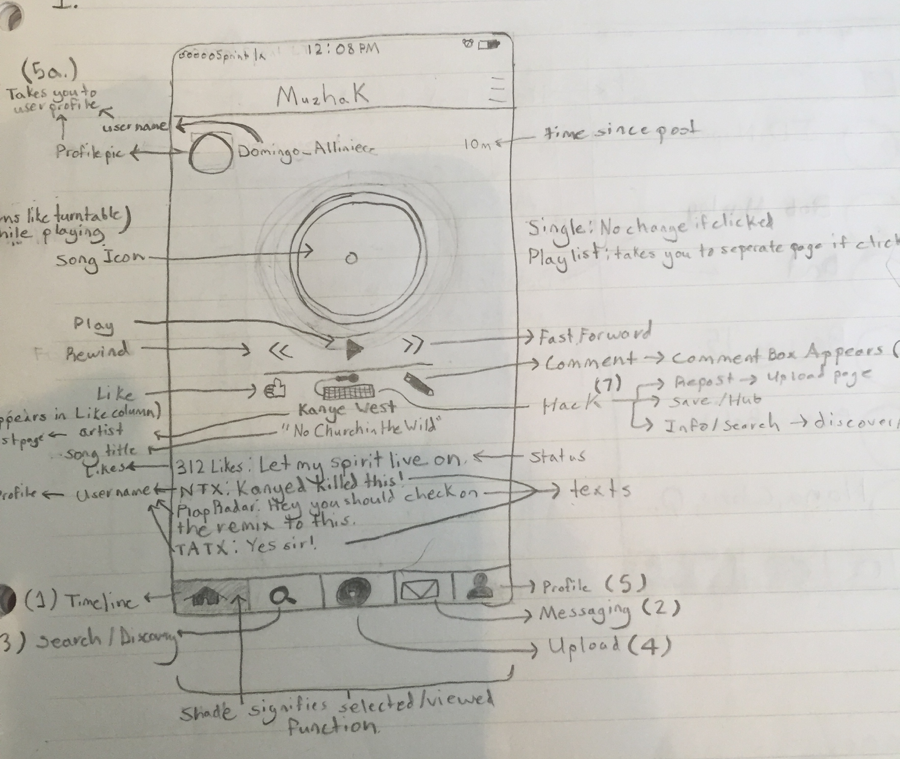 1.
Sprint
12:08 PM
(5a.)
Takes you to
user profile
MuzhaK
username
Profile pic
Domingo_Alliniece
10m
time since post
ns like turntable)
hile playing
Song Icon
Single: No change if clicked
Playlist: takes you to seperate page if click
Play
Rewind
Fast Forward
Comment → Comment Box Appears (
Like
ppears in Like column)
(7)
Hack
Repost → Upload page
Save/Hub
Info/Search → discover/
Kanye West
"No Church in the Wild"
stpage ← artist
song title
Likes
312 Likes: Let my spirit live on.
Status
rofile ← Username
NTX: Kanyed killed this!
RapRadar: Hey you should check on
the remix to this.
TATX: Yes sir!
texts
(1) Timeline
3) Search/Discovery
Profile (5)
Messaging (2)
Upload (4)
Shade signifies selected/viewed
Function.